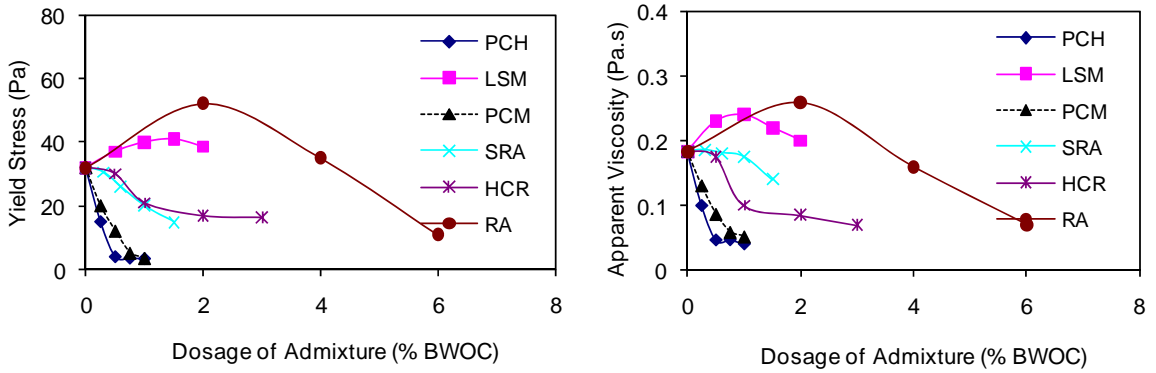 80
60
40
20
0
0
2
4
6
8
Yield Stress (Pa)
Dosage of Admixture (% BWOC)
PCH
LSM
PCM
SRA
HCR
RA
0.4
0.3
0.2
0.1
0.0
0
2
4
6
8
Apparent Viscosity (Pa.s)
Dosage of Admixture (% BWOC)
PCH
LSM
PCM
SRA
HCR
RA